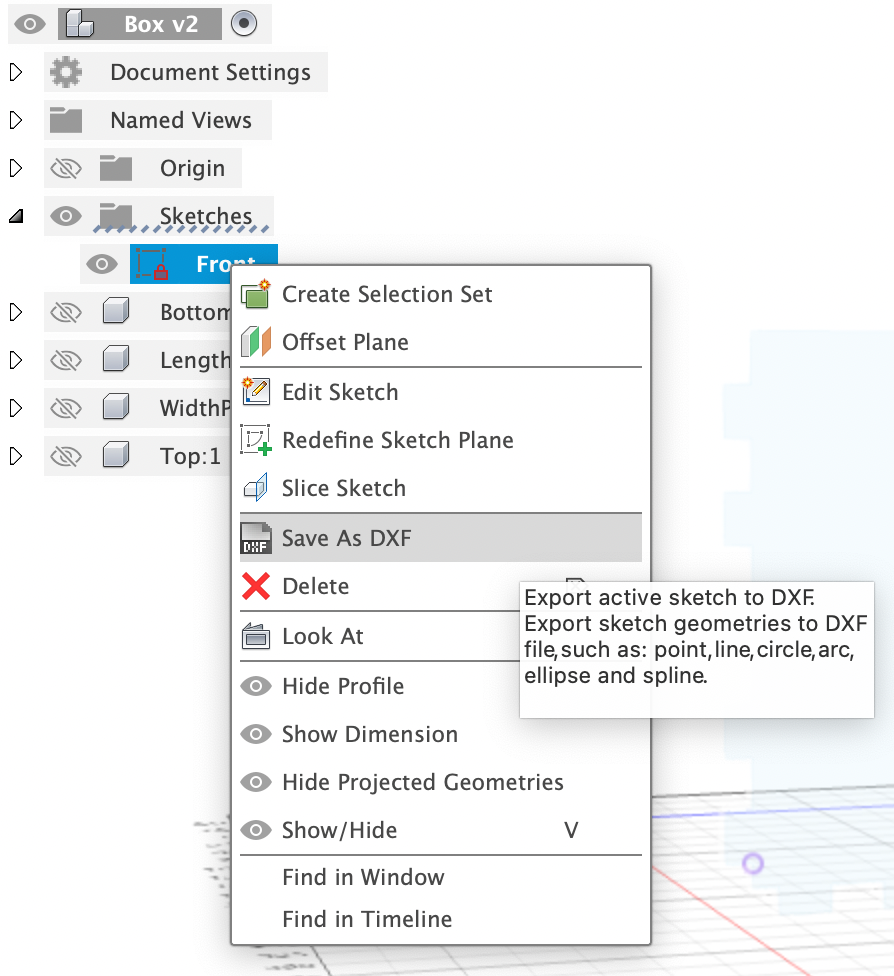 Box v2
Document Settings
Named Views
Origin
Sketches
Front
Bottom
Length
Top:1
Create Selection Set
Offset Plane
Edit Sketch
Redefine Sketch Plane
Slice Sketch
DXF Save As DXF
Delete
Look At
Hide Profile
Show Dimension
Hide Projected Geometries
Show/Hide V
Find in Window
Find in Timeline
Export active sketch to DXF.
Export sketch geometries to DXF
file,such as: point,line,circle,arc,
ellipse and spline.